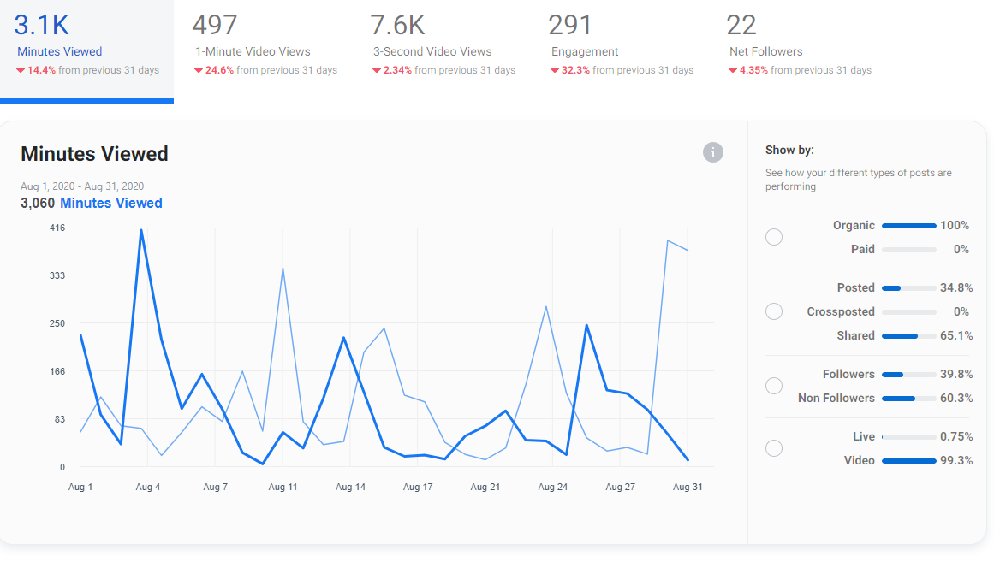 3.1K
Minutes Viewed
14.4% from previous 31 days
497
1-Minute Video Views
24.6% from previous 31 days
7.6K
3-Second Video Views
2.34% from previous 31 days
291
Engagement
32.3% from previous 31 days
22
Net Followers
4.35% from previous 31 days
Minutes Viewed
i
Aug 1, 2020 - Aug 31, 2020
3,060 Minutes Viewed
416
333
250
166
83
0
Aug 1 Aug 4 Aug 7 Aug 11 Aug 14 Aug 17 Aug 21 Aug 24 Aug 27 Aug 31
Show by:
See how your different types of posts are
performing
Organic 100%
Paid 0%
Posted 34.8%
Crossposted 0%
Shared 65.1%
Followers 39.8%
Non Followers 60.3%
Live 0.75%
Video 99.3%